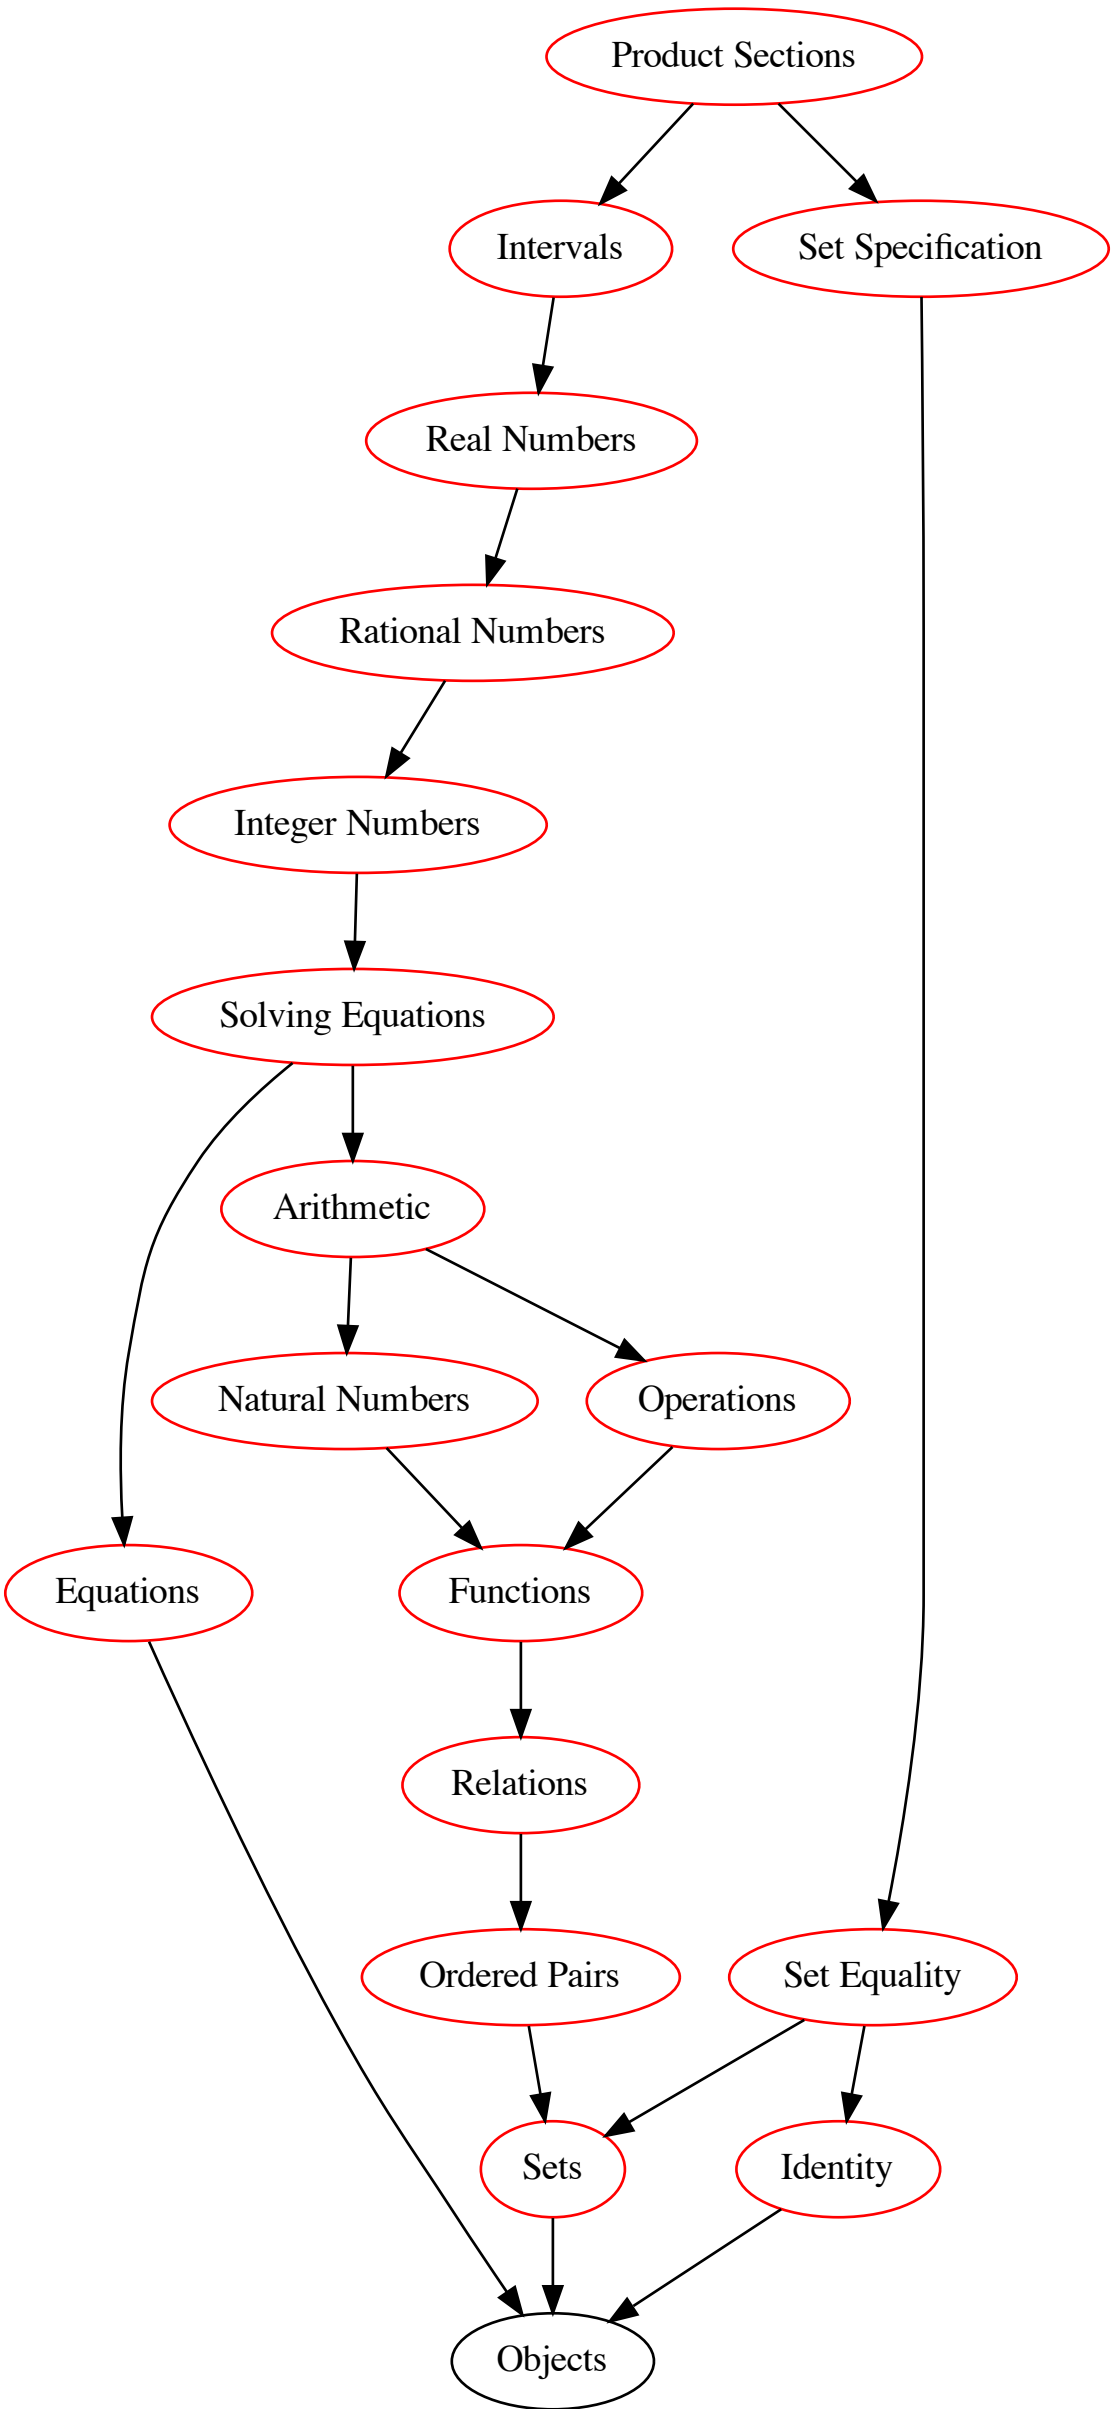 Product Sections
Intervals
Set Specification
Real Numbers
Rational Numbers
Integer Numbers
Solving Equations
Arithmetic
Natural Numbers
Operations
Equations
Functions
Relations
Ordered Pairs
Set Equality
Sets
Identity
Objects